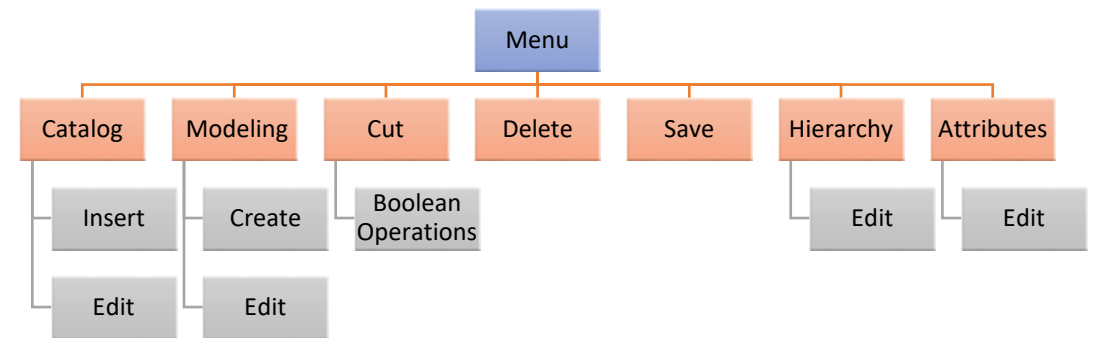 Menu
Catalog
Modeling
Cut
Delete
Save
Hierarchy
Attributes
Insert
Create
Boolean
Operations
Edit
Edit
Edit
Edit